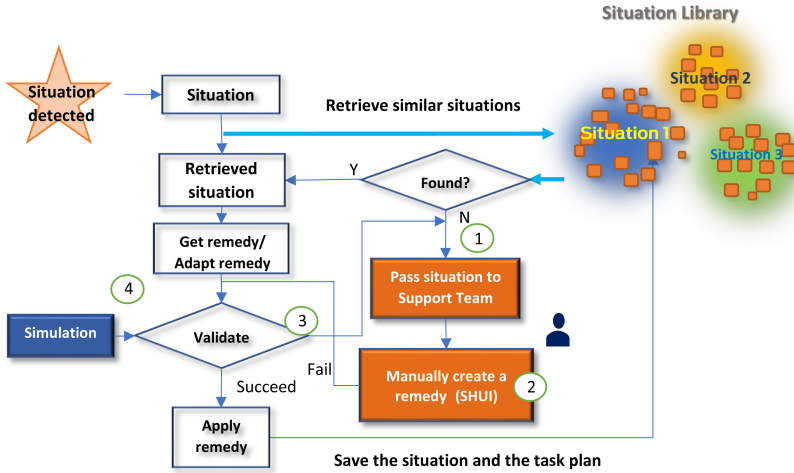 Situation Library
Situation
detected
Situation
Retrieve similar situations
Situation 2
Situation 1
Situation 3
Retrieved
situation
Y
Found?
N
1
Get remedy/
Adapt remedy
Pass situation to
Support Team
4
3
Simulation
Validate
Fail
Manually create a
remedy (SHUI)
2
Succeed
Apply
remedy
Save the situation and the task plan